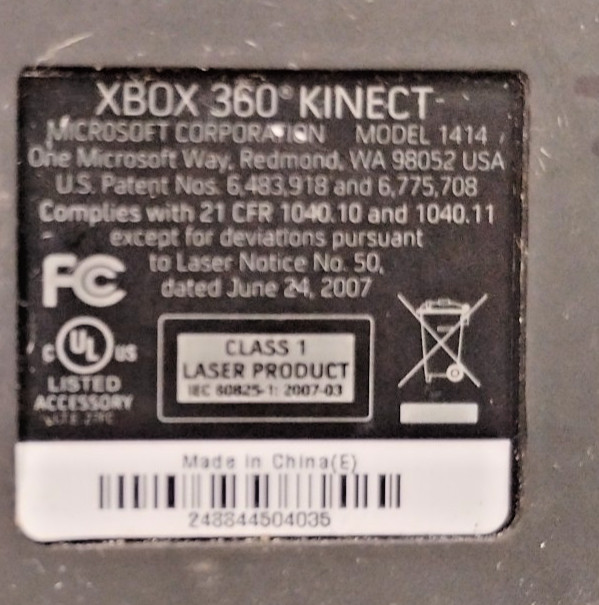 XBOX 360® KINECT™
MICROSOFT CORPORATION MODEL 1414
One Microsoft Way, Redmond, WA 98052 USA
U.S. Patent Nos. 6,483,918 and 6,775,708
Complies with 21 CFR 1040.10 and 1040.11
except for deviations pursuant
to Laser Notice No. 50,
dated June 24, 2007
FC
C UL US
LISTED
ACCESSORY
CLASS 1
LASER PRODUCT
IEC 60825-1: 2007-03
Made in China(E)
248844504035